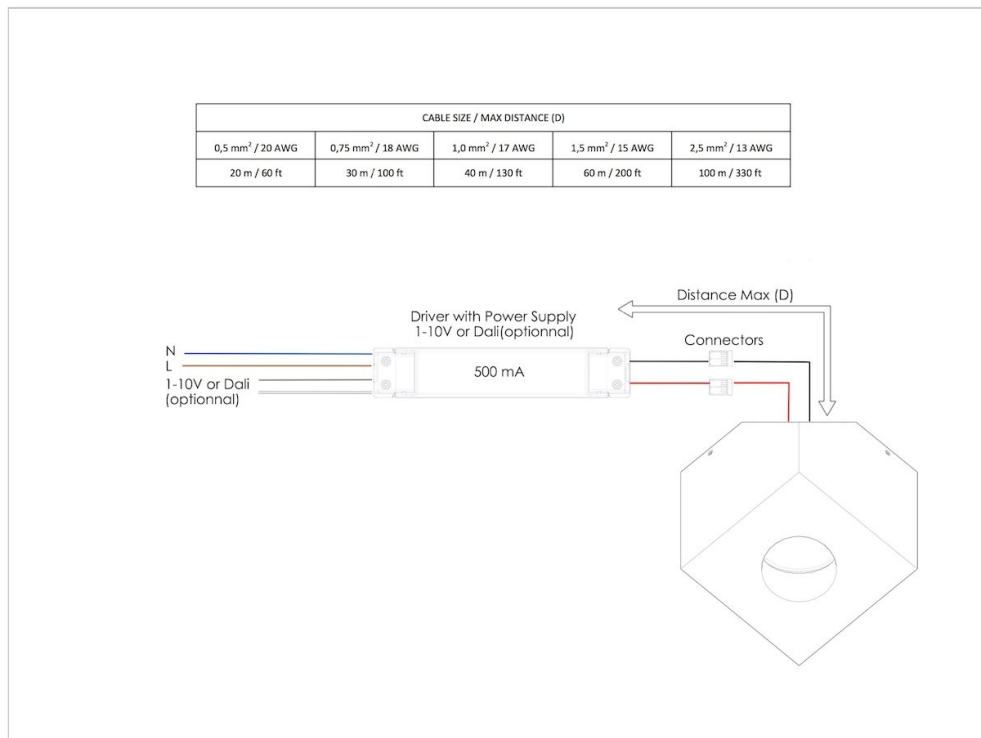 CABLE SIZE / MAX DISTANCE (D)
0,5 mm² / 20 AWG 0,75 mm² / 18 AWG 1,0 mm² / 17 AWG 1,5 mm² / 15 AWG 2,5 mm² / 13 AWG
20 m / 60 ft 30 m / 100 ft 40 m / 130 ft 60 m / 200 ft 100 m / 330 ft
Distance Max (D)
Driver with Power Supply
1-10V or Dali(optionnal)
Connectors
N
L
500 mA
1-10V or Dali
(optionnal)